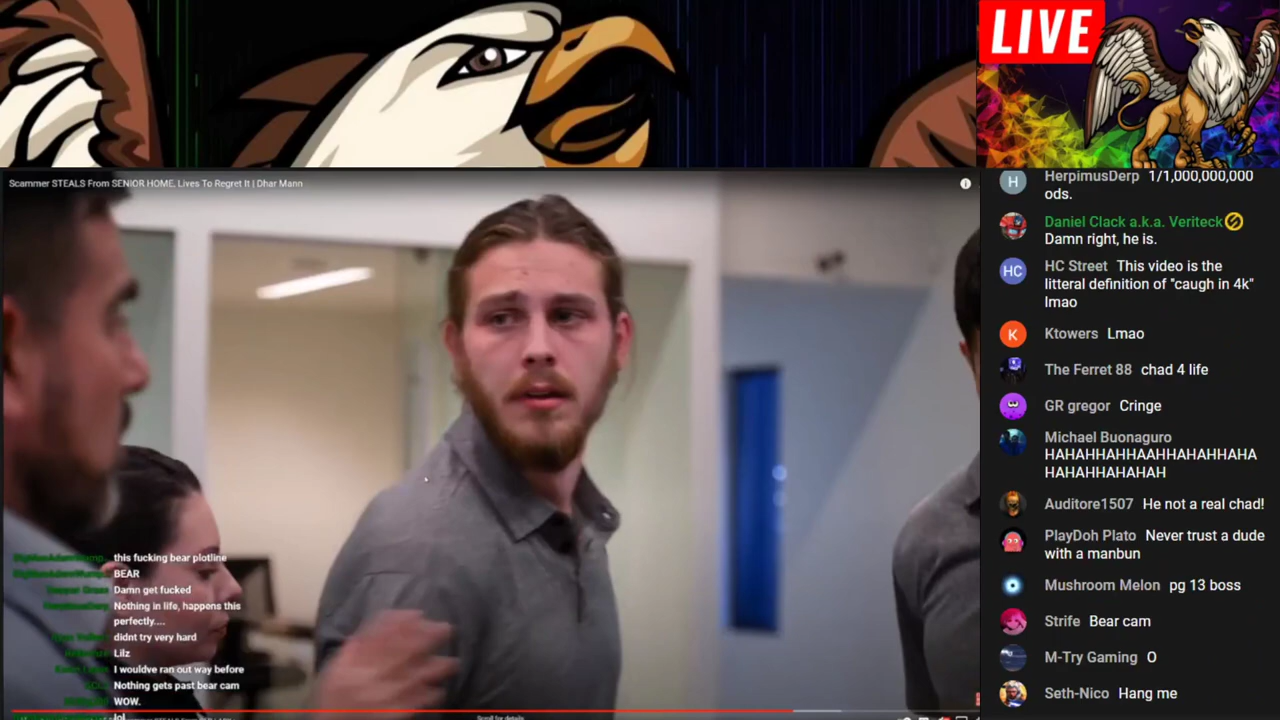 LIVE
Scammer STEALS From SENIOR HOME, Lives To Regret It | Dhar Mann
H
HerpimusDerp 1/1,000,000,000
ods.
Daniel Clack a.k.a. Veriteck
Damn right, he is.
HC
HC Street This video is the
litteral definition of "caugh in 4k"
lmao
K
Ktowers Lmao
The Ferret 88 chad 4 life
GR gregor Cringe
Michael Buonaguro
HAHAHHAHHAAHHAHAHHAHA
HAHAHHAHAHAH
Auditore1507 He not a real chad!
PlayDoh Plato Never trust a dude
with a manbun
Mushroom Melon pg 13 boss
Strife Bear cam
M-Try Gaming O
Seth-Nico Hang me
this fucking bear plotline
BEAR
Damn get fucked
Nothing in life, happens this
perfectly....
didnt try very hard
Lilz
I wouldve ran out way before
Nothing gets past bear cam
WOW.
lol
Scroll for details